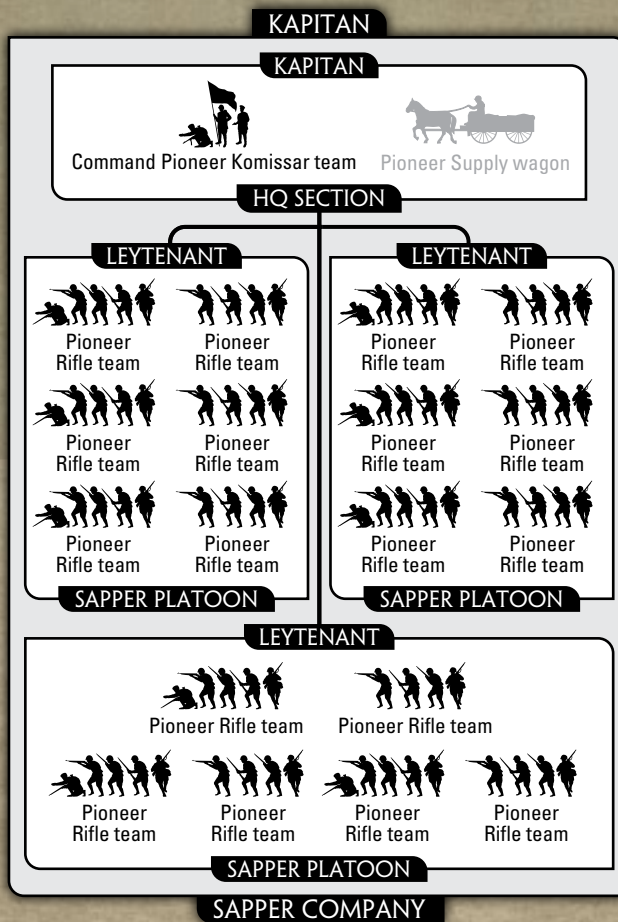 KAPITAN
KAPITAN
Command Pioneer Komissar team
Pioneer Supply wagon
HQ SECTION
LEYTENANT
Pioneer
Rifle team
Pioneer
Rifle team
Pioneer
Rifle team
Pioneer
Rifle team
Pioneer
Rifle team
Pioneer
Rifle team
SAPPER PLATOON
LEYTENANT
Pioneer
Rifle team
Pioneer
Rifle team
Pioneer
Rifle team
Pioneer
Rifle team
Pioneer
Rifle team
Pioneer
Rifle team
SAPPER PLATOON
LEYTENANT
Pioneer Rifle team
Pioneer Rifle team
Pioneer
Rifle team
Pioneer
Rifle team
Pioneer
Rifle team
Pioneer
Rifle team
SAPPER PLATOON
SAPPER COMPANY